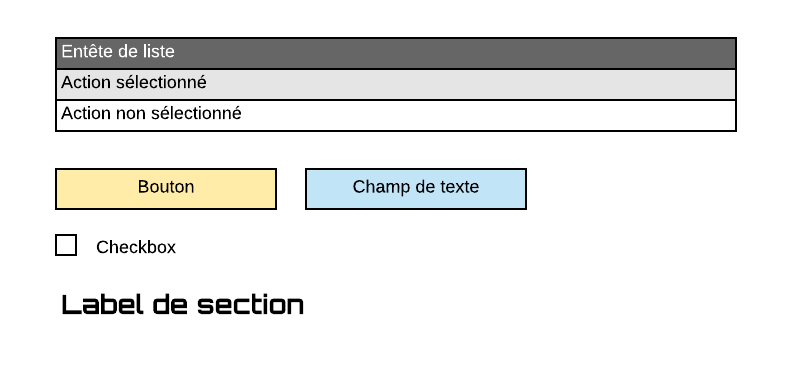 Entête de liste
Action sélectionné
Action non sélectionné
Bouton
Champ de texte
Checkbox
Label de section